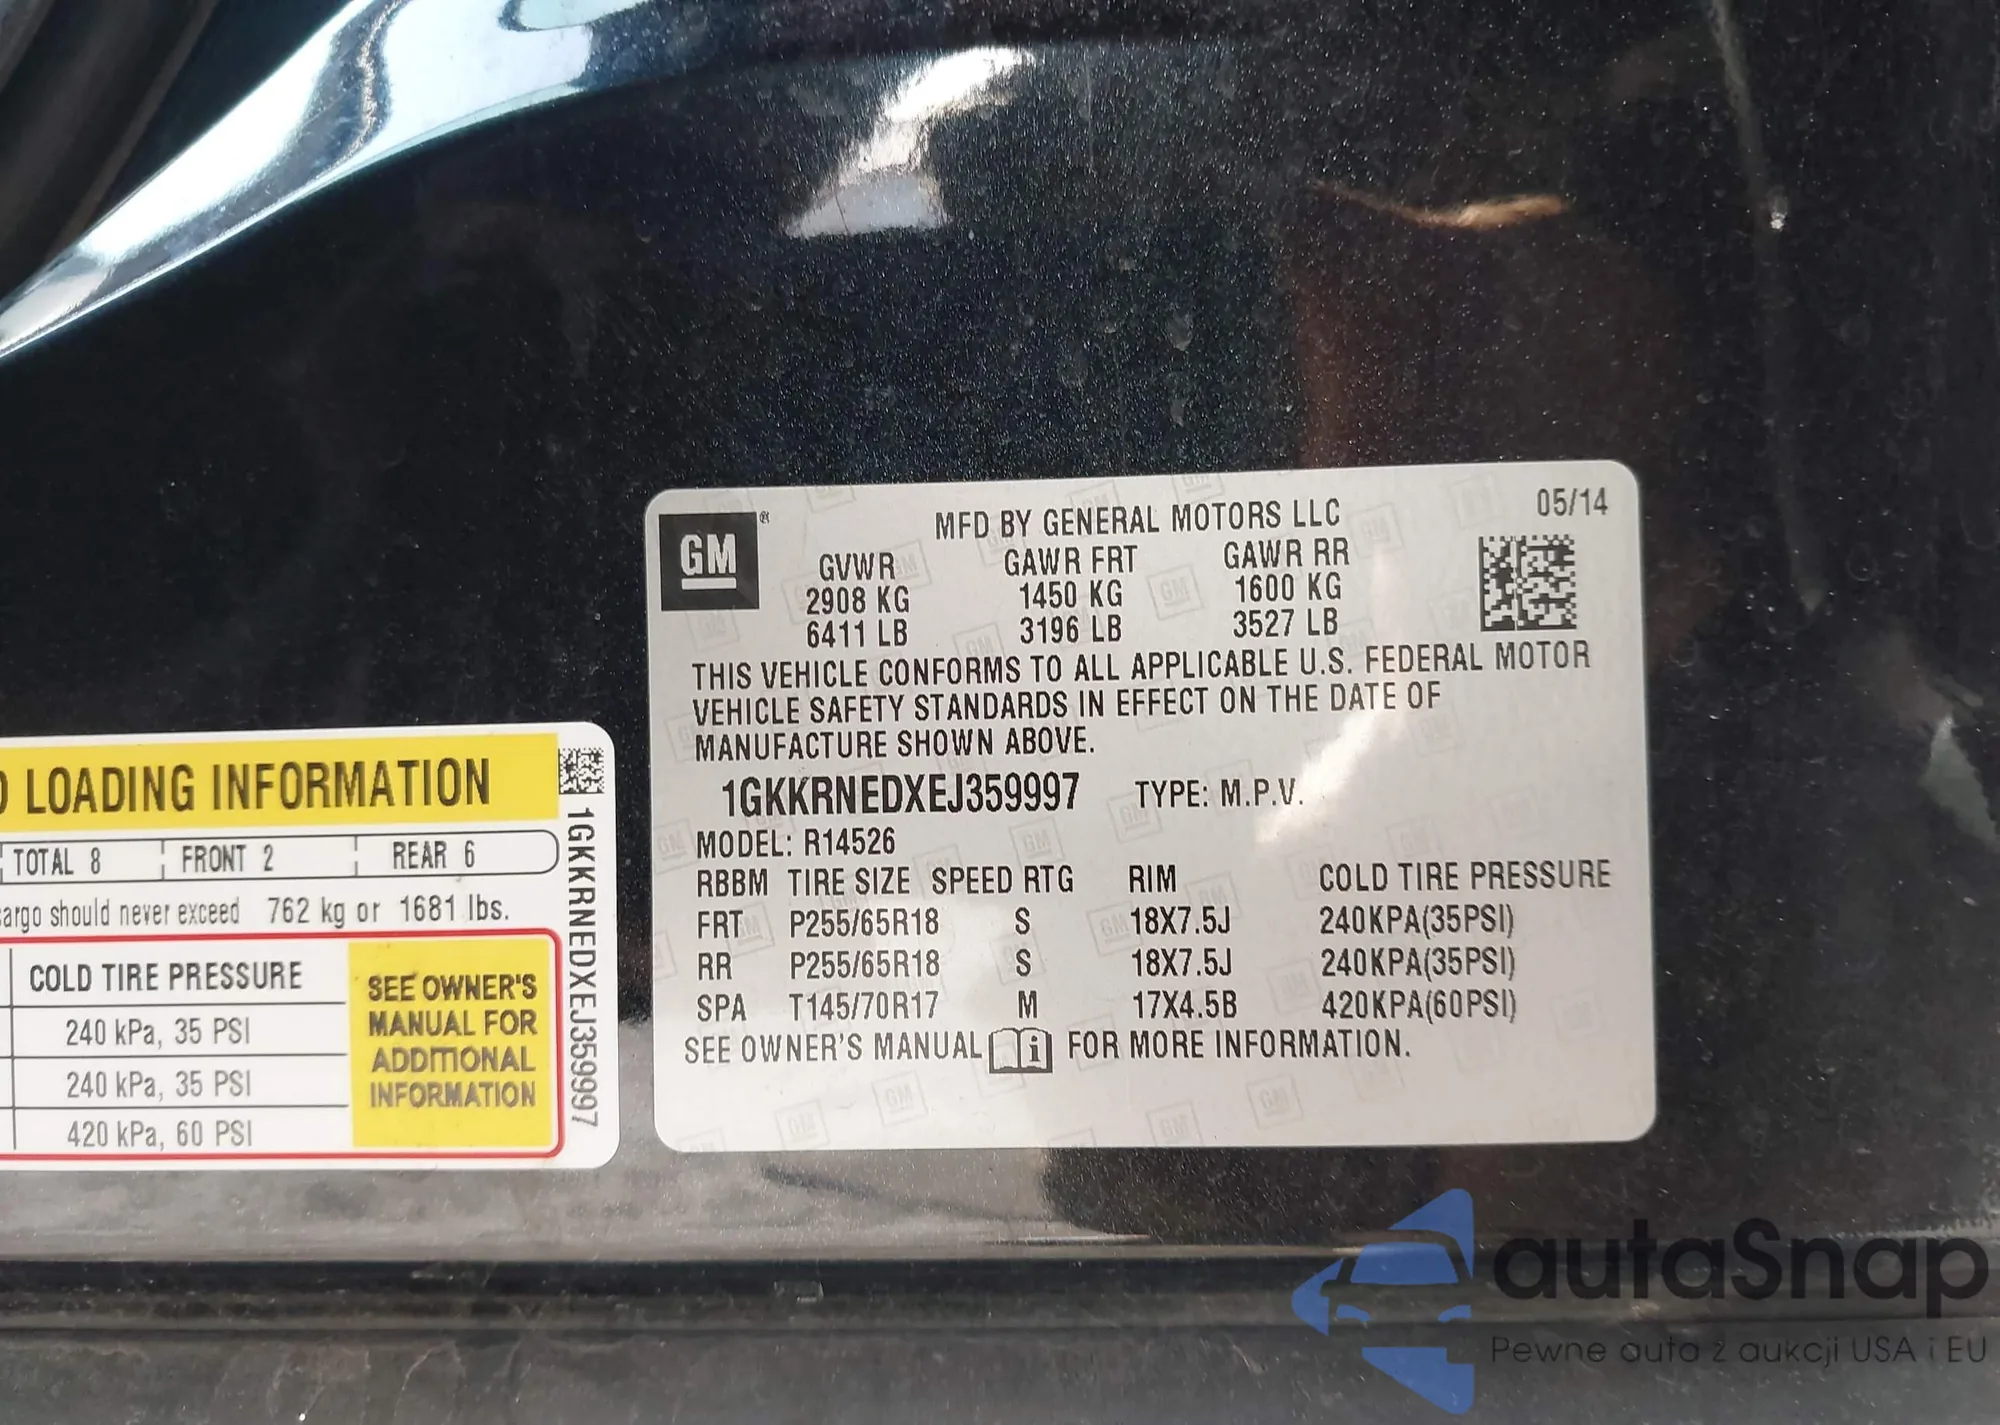 GM ®
MFD BY GENERAL MOTORS LLC 05/14
GVWR GAWR FRT GAWR RR
2908 KG 1450 KG 1600 KG
6411 LB 3196 LB 3527 LB
THIS VEHICLE CONFORMS TO ALL APPLICABLE U.S. FEDERAL MOTOR
VEHICLE SAFETY STANDARDS IN EFFECT ON THE DATE OF
MANUFACTURE SHOWN ABOVE.
1GKKRNEDXEJ359997 TYPE: M.P.V.
MODEL: R14526
RBBM TIRE SIZE SPEED RTG RIM COLD TIRE PRESSURE
FRT P255/65R18 S 18X7.5J 240KPA(35PSI)
RR P255/65R18 S 18X7.5J 240KPA(35PSI)
SPA T145/70R17 M 17X4.5B 420KPA(60PSI)
SEE OWNER'S MANUAL i FOR MORE INFORMATION.
LOADING INFORMATION
TOTAL 8 FRONT 2 REAR 6
should never exceed 762 kg or 1681 lbs.
COLD TIRE PRESSURE
240 kPa, 35 PSI
240 kPa, 35 PSI
420 kPa, 60 PSI
SEE OWNER'S
MANUAL FOR
ADDITIONAL
INFORMATION
1GKKRNEDXEJ359997
autaSnap
Pewne auta z aukcji USA i EU